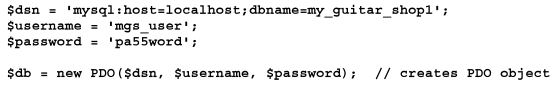 $dsn = 'mysql:host=localhost;dbname=my_guitar_shop1';
$username = 'mgs_user';
$password = 'pa55word';
$db = new PDO($dsn, $username, $password);  // creates PDO object